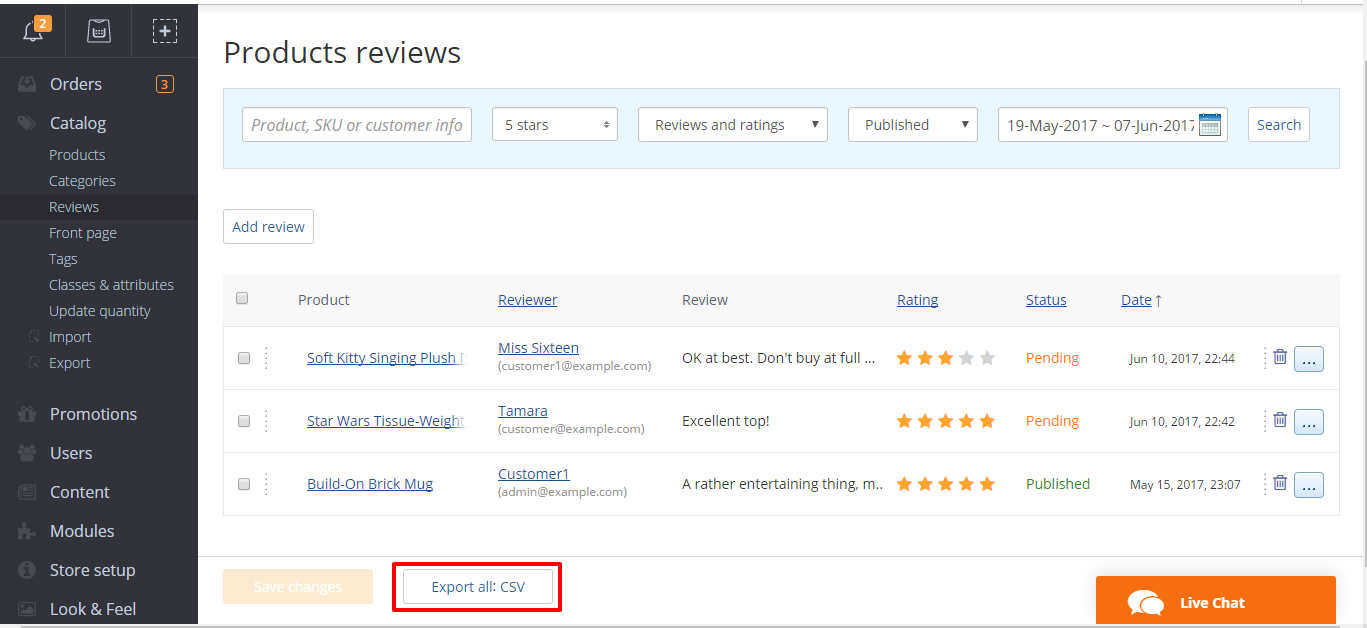 2
Orders 3
Catalog
Products
Categories
Reviews
Front page
Tags
Classes & attributes
Update quantity
Import
Export
Promotions
Users
Content
Modules
Store setup
Look & Feel
Products reviews
Product, SKU or customer info 5 stars Reviews and ratings Published 19-May-2017 ~ 07-Jun-2017 Search
Add review
Product Reviewer Review Rating Status Date ↑
Soft Kitty Singing Plush Miss Sixteen OK at best. Don't buy at full ... Pending Jun 10, 2017, 22:44 ...
(customer1@example.com)
Star Wars Tissue-Weight Tamara Excellent top! Pending Jun 10, 2017, 22:42 ...
(customer@example.com)
Build-On Brick Mug Customer1 A rather entertaining thing, m.. Published May 15, 2017, 23:07 ...
(admin@example.com)
Save changes Export all: CSV
Live Chat